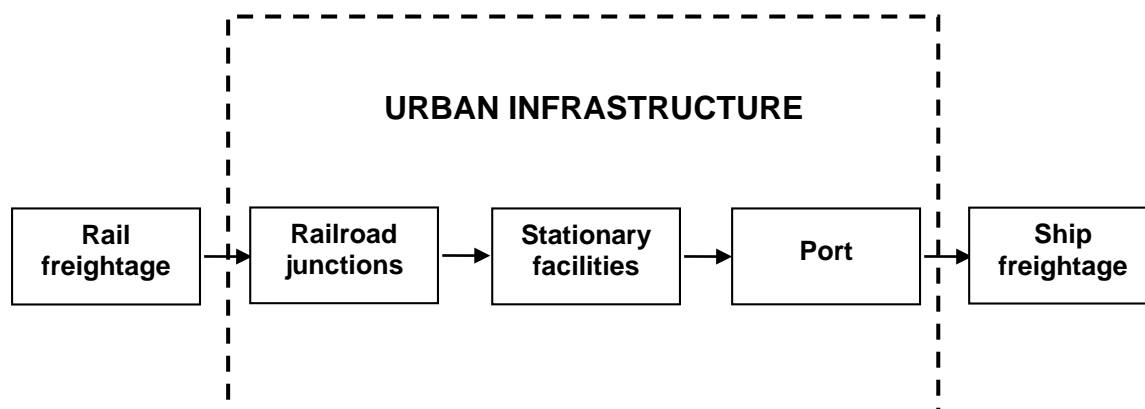 URBAN INFRASTRUCTURE
Rail
freightage
Railroad
junctions
Stationary
facilities
Port
Ship
freightage